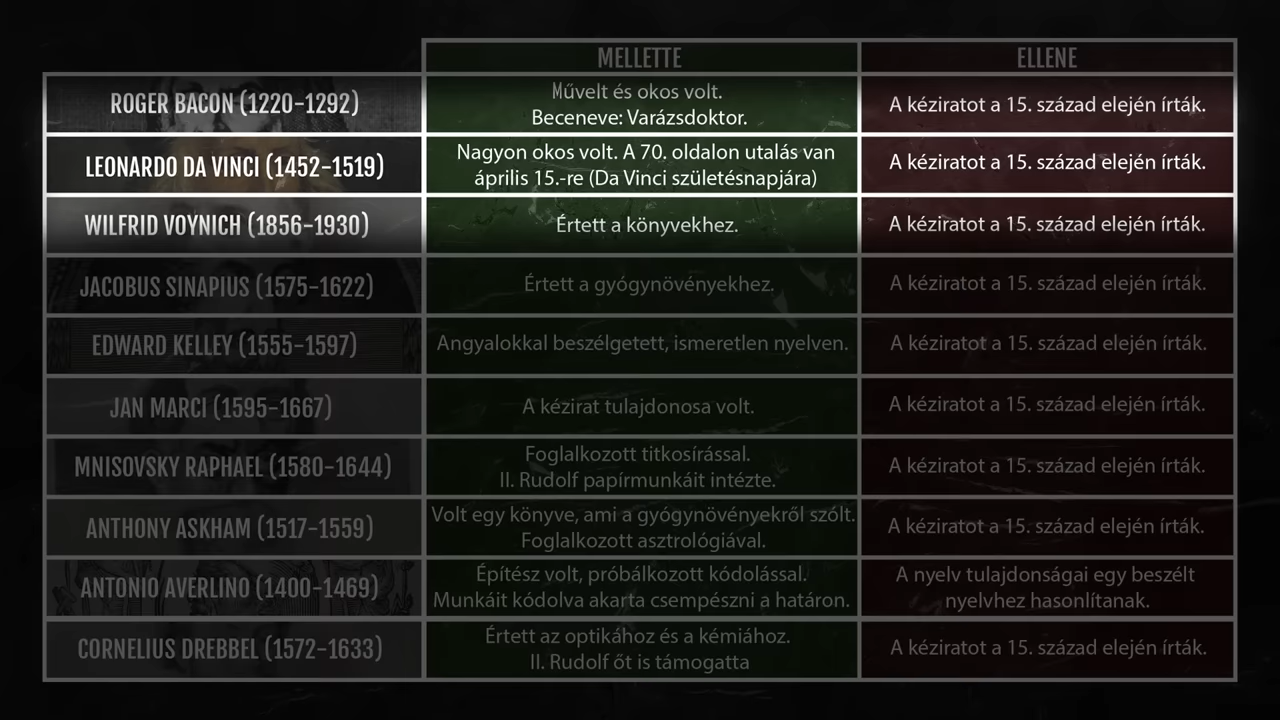 MELLETTE
ELLENE
ROGER BACON (1220-1292)
Művelt és okos volt.
Beceneve: Varázsdoktor.
A kéziratot a 15. század elején írták.
LEONARDO DA VINCI (1452-1519)
Nagyon okos volt. A 70. oldalon utalás van
április 15.-re (Da Vinci születésnapjára)
A kéziratot a 15. század elején írták.
WILFRID VOYNICH (1856-1930)
Értett a könyvekhez.
A kéziratot a 15. század elején írták.
JACOBUS SINAPIUS (1575-1622)
Értett a gyógynövényekhez.
A kéziratot a 15. század elején írták.
EDWARD KELLEY (1555-1597)
Angyalokkal beszélgetett, ismeretlen nyelven.
A kéziratot a 15. század elején írták.
JAN MARCI (1595-1667)
A kézirat tulajdonosa volt.
A kéziratot a 15. század elején írták.
MNISOVSKY RAPHAEL (1580-1644)
Foglalkozott titkosírással.
II. Rudolf papírmunkáit intézte.
A kéziratot a 15. század elején írták.
ANTHONY ASKHAM (1517-1559)
Volt egy könyve, ami a gyógynövényekről szólt.
Foglalkozott asztrológiával.
A kéziratot a 15. század elején írták.
ANTONIO AVERLINO (1400-1469)
Építész volt, próbálkozott kódolással.
Munkáit kódolva akarta csempészni a határon.
A nyelv tulajdonságai egy beszélt
nyelvhez hasonlítanak.
CORNELIUS DREBBEL (1572-1633)
Értett az optikához és a kémiához.
II. Rudolf őt is támogatta
A kéziratot a 15. század elején írták.